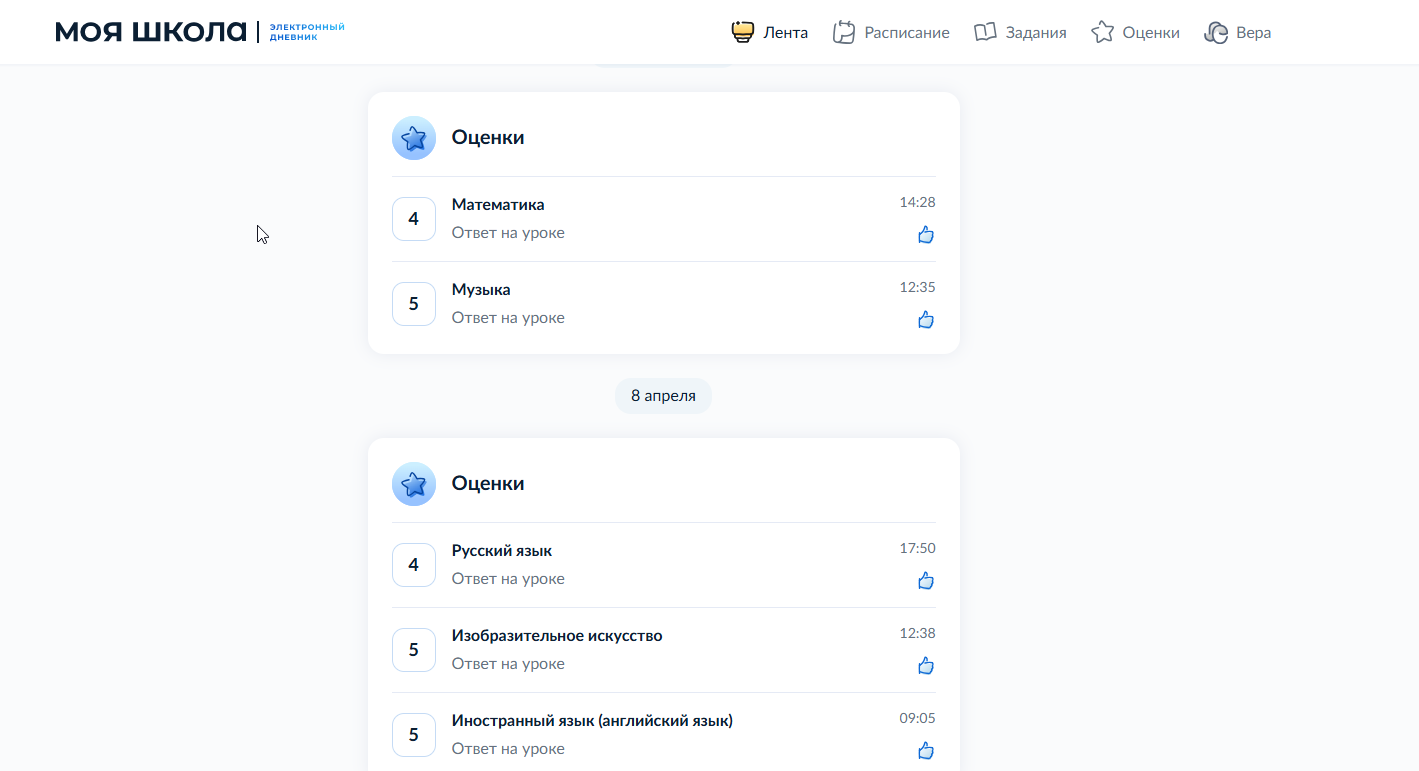 МОЯ ШКОЛА
ЭЛЕКТРОННЫЙ
ДНЕВНИК
Лента
Расписание
Задания
Оценки
Вера
Оценки
4
Математика
14:28
Ответ на уроке
5
Музыка
12:35
Ответ на уроке
8 апреля
Оценки
4
Русский язык
17:50
Ответ на уроке
5
Изобразительное искусство
12:38
Ответ на уроке
5
Иностранный язык (английский язык)
09:05
Ответ на уроке